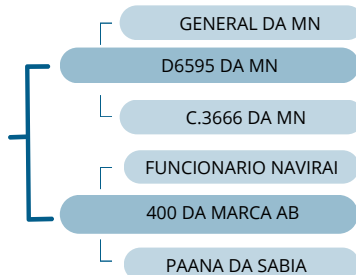 GENERAL DA MN
D6595 DA MN
C.3666 DA MN
FUNCIONARIO NAVIRAI
400 DA MARCA AB
PAANA DA SABIA